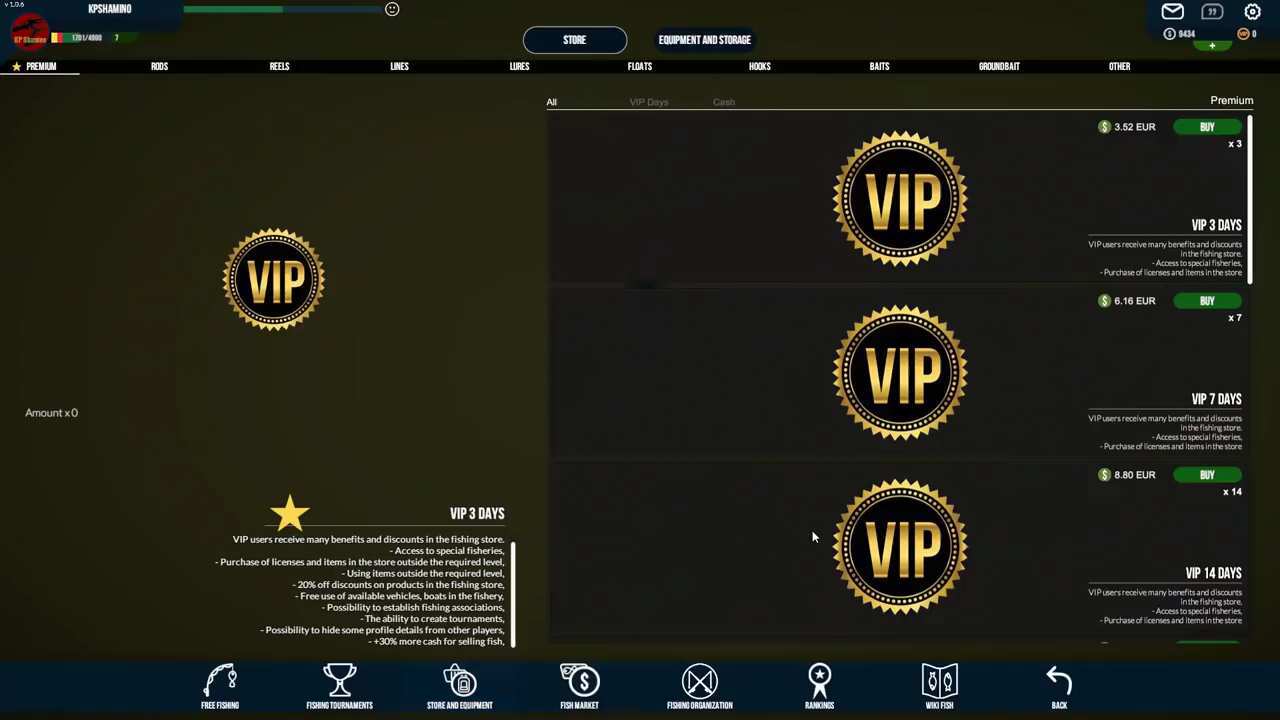 v 1.0.6
KPSHAMINO
KP Shamino
1701/4900 7
9434 0
+
STORE EQUIPMENT AND STORAGE
PREMIUM RODS REELS LINES LURES FLOATS HOOKS BAITS GROUNDBAIT OTHER
All VIP Days Cash Premium
3.52 EUR BUY
x 3
VIP
VIP 3 DAYS
VIP users receive many benefits and discounts
in the fishing store.
- Access to special fisheries,
- Purchase of licenses and items in the store
6.16 EUR BUY
x 7
VIP
VIP 7 DAYS
VIP users receive many benefits and discounts
in the fishing store.
- Access to special fisheries,
- Purchase of licenses and items in the store
8.80 EUR BUY
x 14
VIP
VIP 14 DAYS
VIP users receive many benefits and discounts
in the fishing store.
- Access to special fisheries,
- Purchase of licenses and items in the store
VIP
Amount x 0
VIP 3 DAYS
VIP users receive many benefits and discounts in the fishing store.
- Access to special fisheries,
- Purchase of licenses and items in the store outside the required level,
- Using items outside the required level,
- 20% off discounts on products in the fishing store,
- Free use of available vehicles, boats in the fishery,
- Possibility to establish fishing associations,
- The ability to create tournaments,
- Possibility to hide some profile details from other players,
- +30% more cash for selling fish,
FREE FISHING FISHING TOURNAMENTS STORE AND EQUIPMENT FISH MARKET FISHING ORGANIZATION RANKINGS WIKI FISH BACK